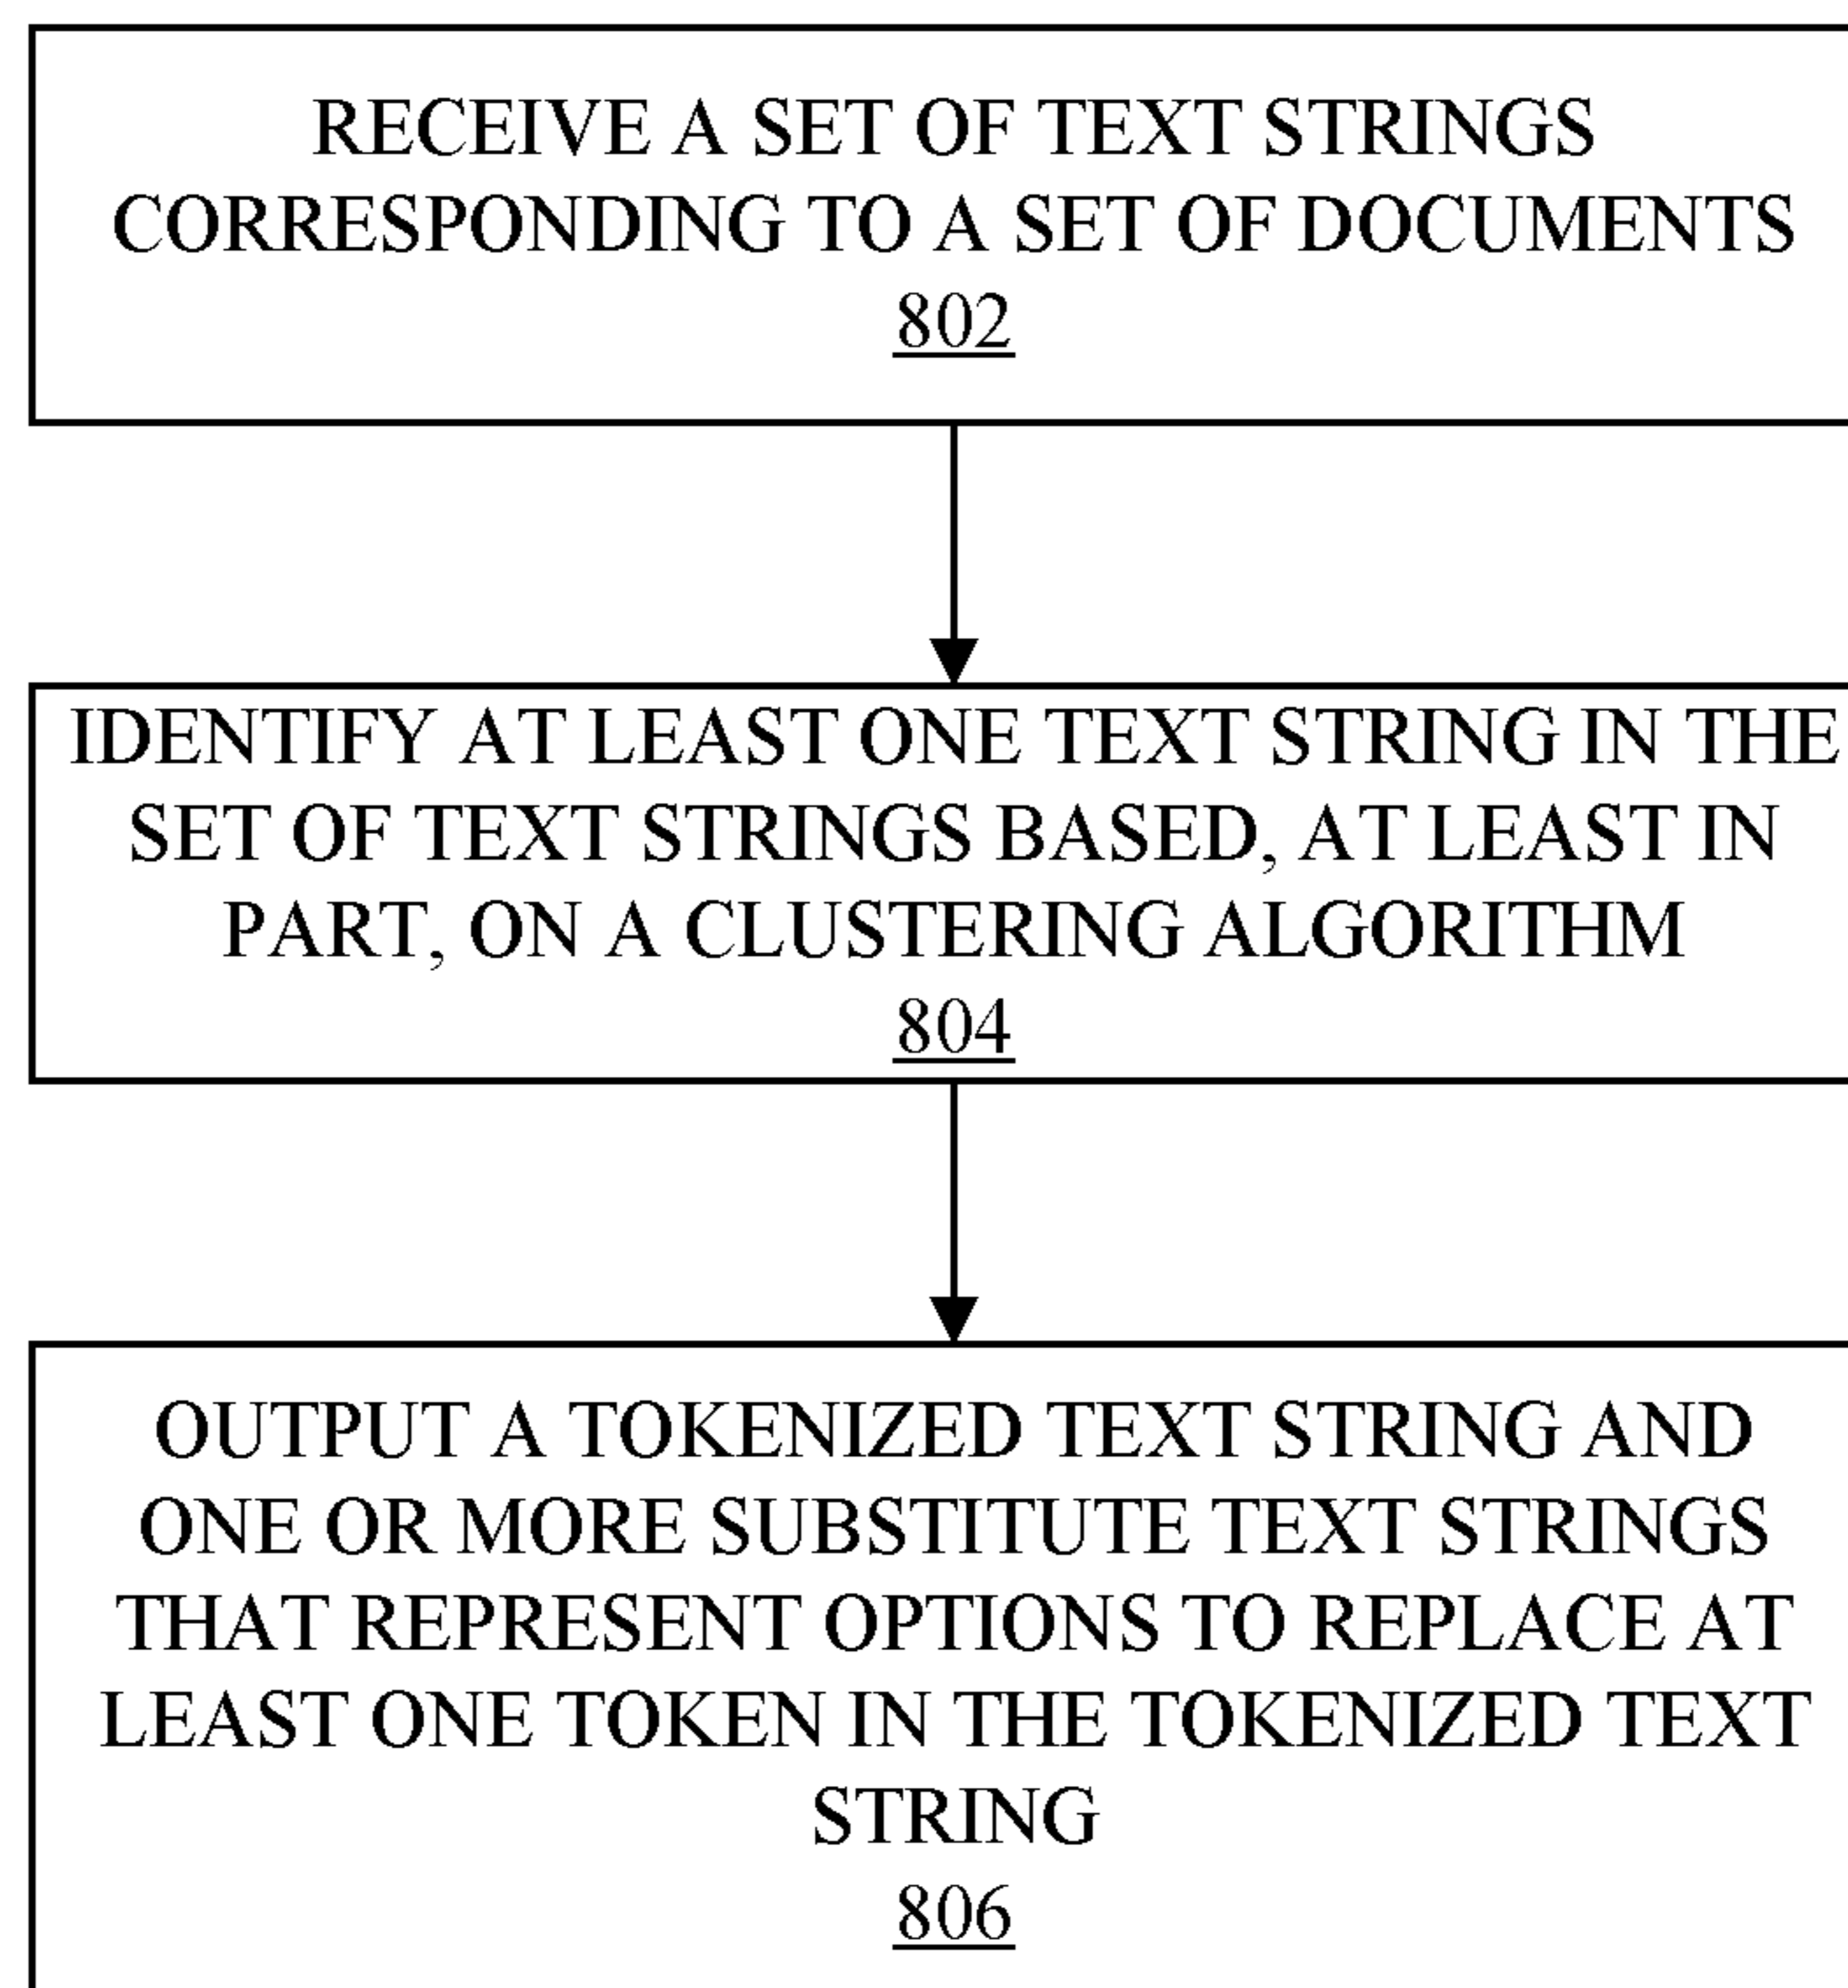 RECEIVE A SET OF TEXT STRINGS
CORRESPONDING TO A SET OF DOCUMENTS
802
IDENTIFY AT LEAST ONE TEXT STRING IN THE
SET OF TEXT STRINGS BASED, AT LEAST IN
PART, ON A CLUSTERING ALGORITHM
804
OUTPUT A TOKENIZED TEXT STRING AND
ONE OR MORE SUBSTITUTE TEXT STRINGS
THAT REPRESENT OPTIONS TO REPLACE AT
LEAST ONE TOKEN IN THE TOKENIZED TEXT
STRING
806